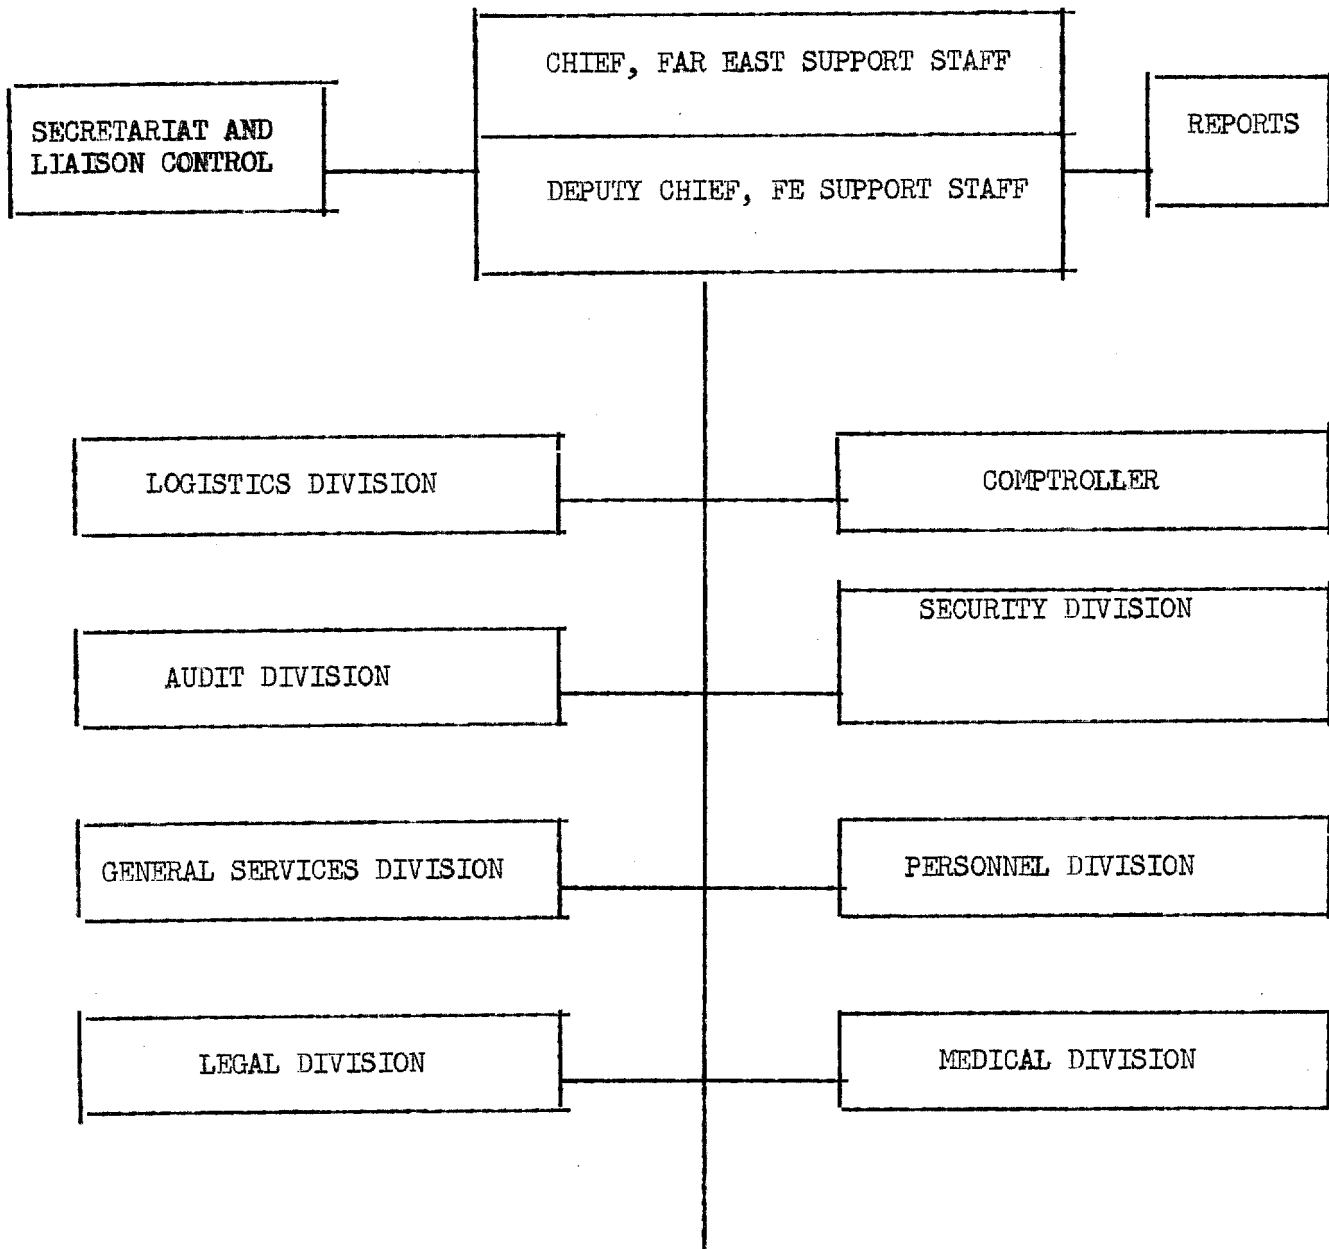 CHIEF, FAR EAST SUPPORT STAFF
SECRETARIAT AND
LIAISON CONTROL
REPORTS
DEPUTY CHIEF, FE SUPPORT STAFF
LOGISTICS DIVISION
COMPTROLLER
AUDIT DIVISION
SECURITY DIVISION
GENERAL SERVICES DIVISION
PERSONNEL DIVISION
LEGAL DIVISION
MEDICAL DIVISION